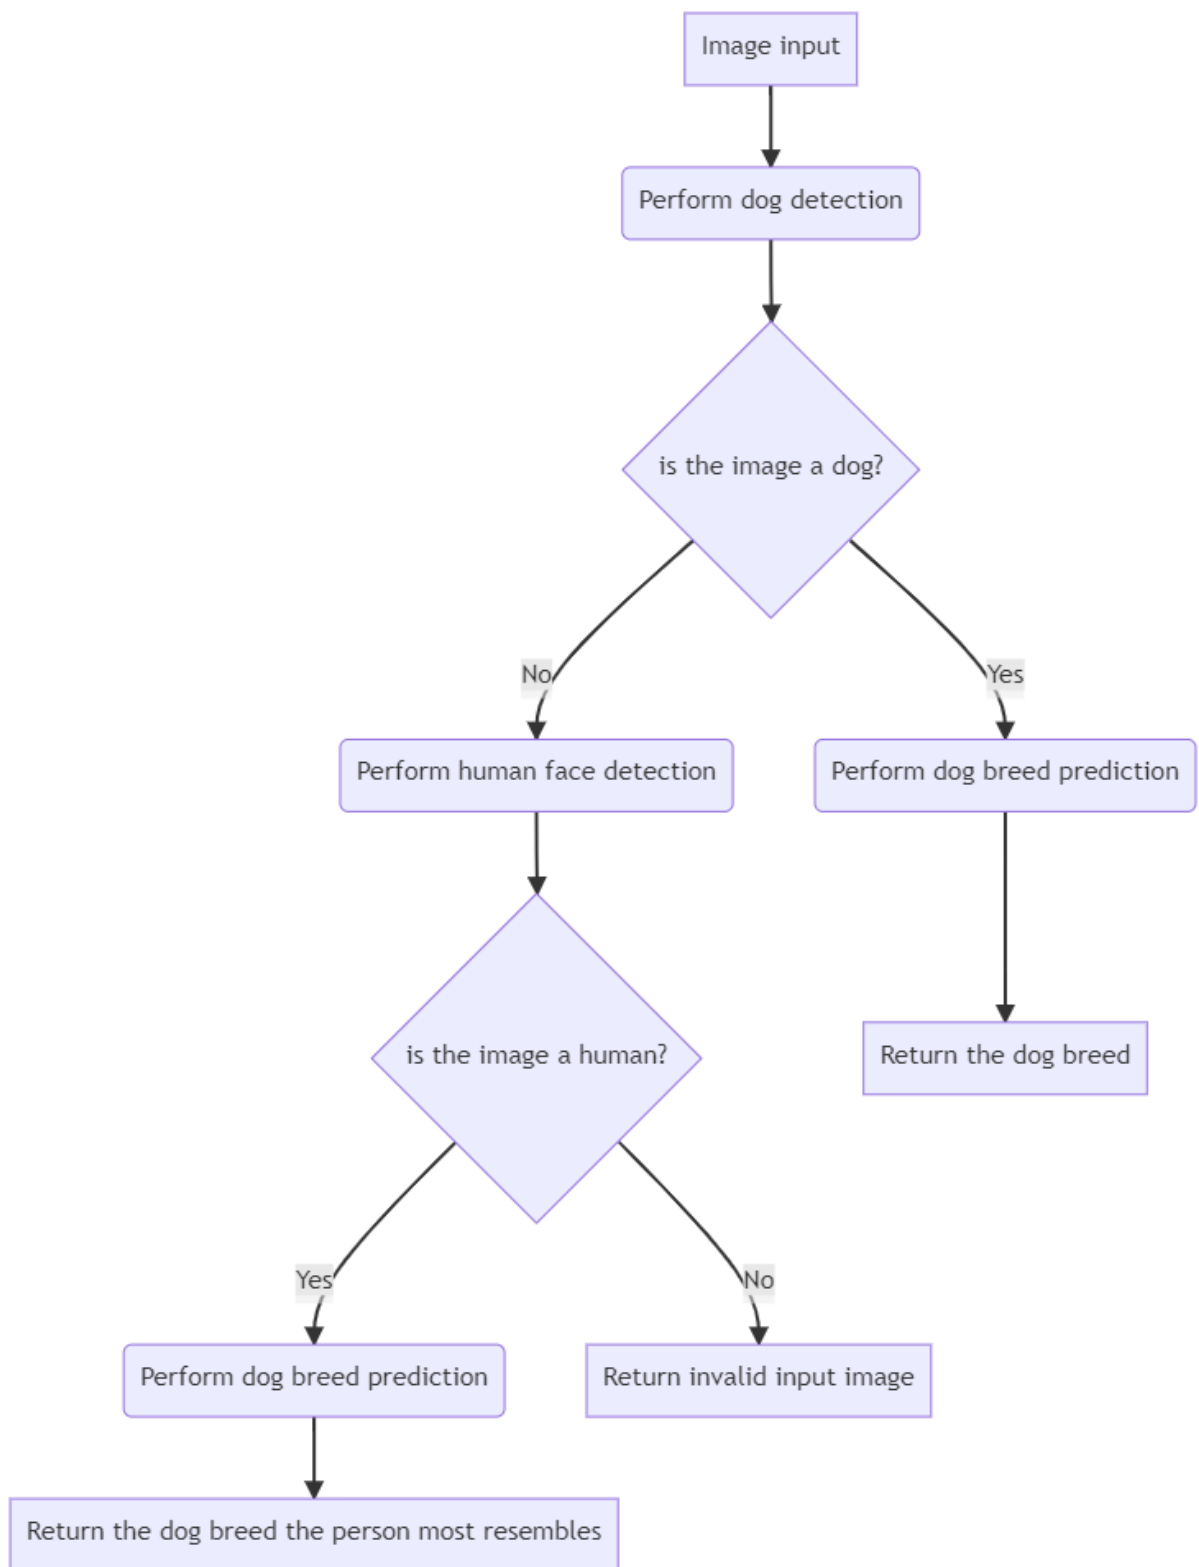 Image input
Perform dog detection
is the image a dog?
No
Yes
Perform human face detection
Perform dog breed prediction
is the image a human?
Return the dog breed
Yes
No
Perform dog breed prediction
Return invalid input image
Return the dog breed the person most resembles